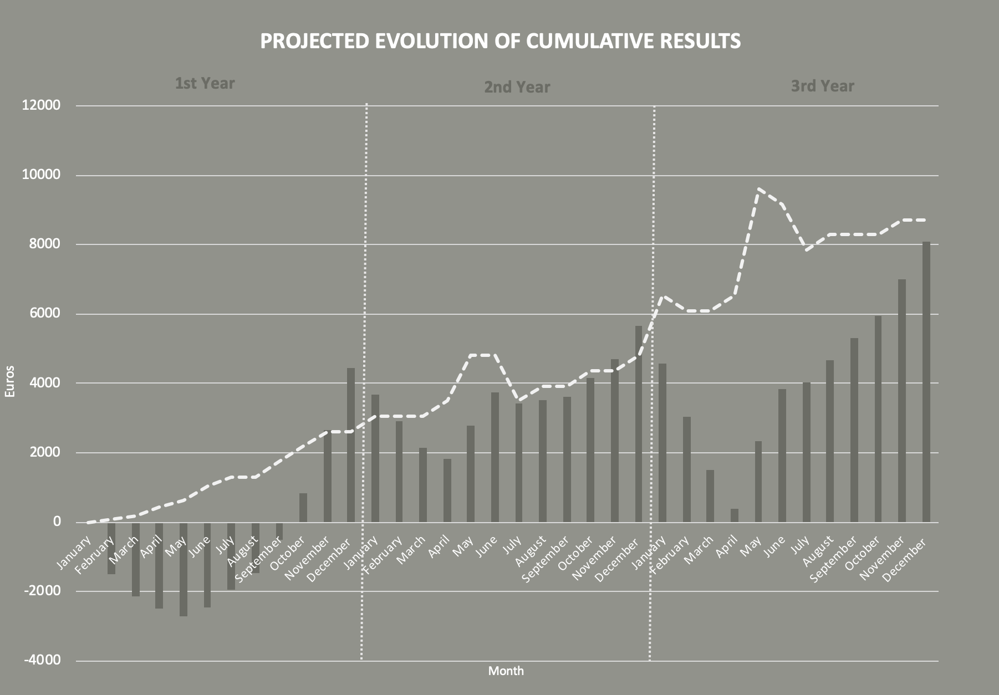 PROJECTED EVOLUTION OF CUMULATIVE RESULTS
1st Year
2nd Year
3rd Year
12000
10000
8000
6000
4000
2000
0
-2000
-4000
Euros
January
February
March
April
May
June
July
August
September
October
November
December
January
February
March
April
May
June
July
August
September
October
November
December
January
February
March
April
May
June
July
August
September
October
November
December
Month